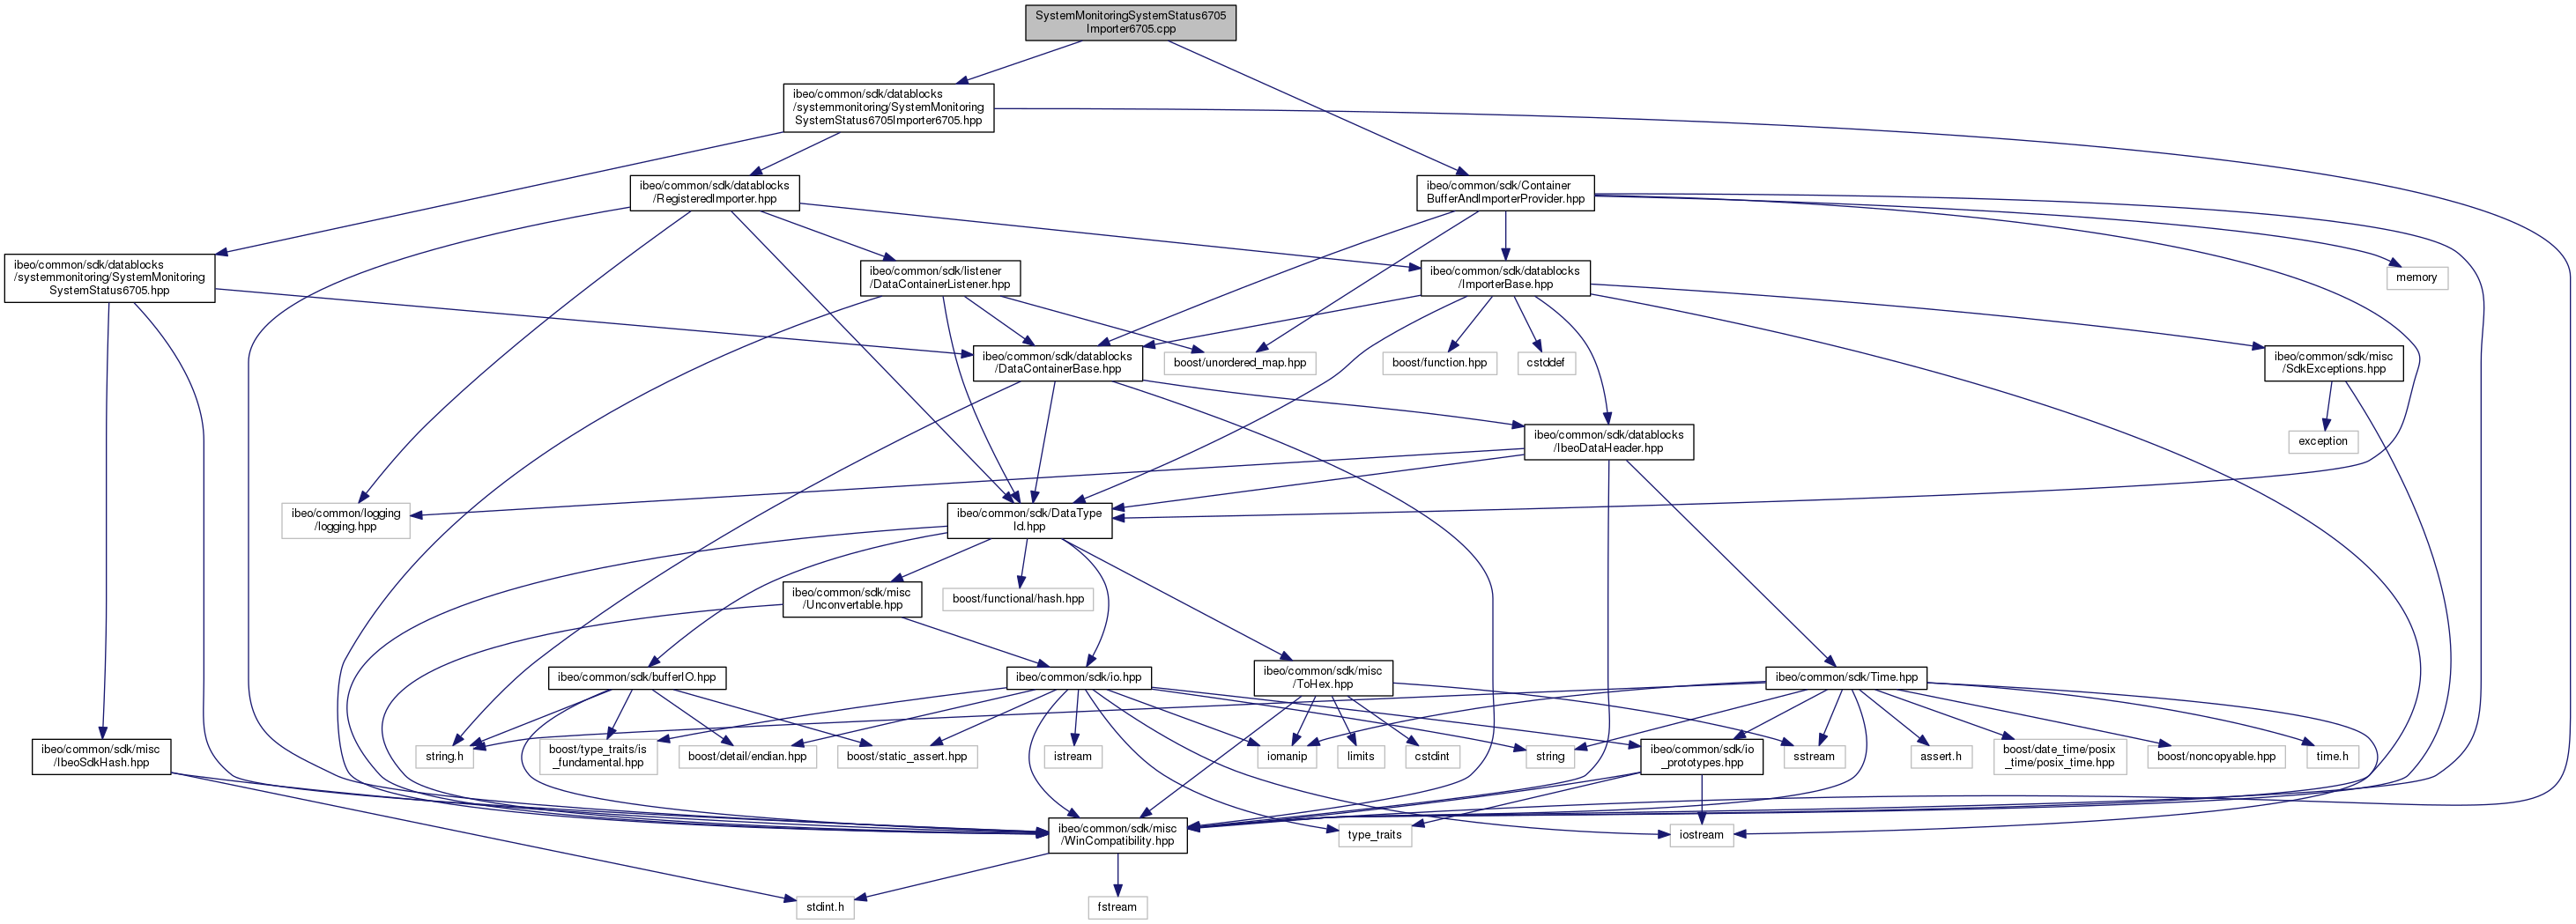 SystemMonitoringSystemStatus6705
Importer6705.cpp
ibeo/common/sdk/datablocks
/systemmonitoring/SystemMonitoring
SystemStatus6705Importer6705.hpp
ibeo/common/sdk/datablocks
/RegisteredImporter.hpp
ibeo/common/sdk/Container
BufferAndImporterProvider.hpp
ibeo/common/sdk/datablocks
/systemmonitoring/SystemMonitoring
SystemStatus6705.hpp
ibeo/common/sdk/listener
/DataContainerListener.hpp
ibeo/common/sdk/datablocks
/ImporterBase.hpp
memory
ibeo/common/sdk/datablocks
/DataContainerBase.hpp
boost/unordered_map.hpp
boost/function.hpp
cstddef
ibeo/common/sdk/misc
/SdkExceptions.hpp
ibeo/common/sdk/datablocks
/IbeoDataHeader.hpp
exception
ibeo/common/logging
/logging.hpp
ibeo/common/sdk/DataType
Id.hpp
ibeo/common/sdk/misc
/Unconvertable.hpp
boost/functional/hash.hpp
ibeo/common/sdk/bufferIO.hpp
ibeo/common/sdk/io.hpp
ibeo/common/sdk/misc
/ToHex.hpp
ibeo/common/sdk/Time.hpp
ibeo/common/sdk/misc
/IbeoSdkHash.hpp
string.h
boost/type_traits/is
_fundamental.hpp
boost/detail/endian.hpp
boost/static_assert.hpp
istream
iomanip
limits
cstdint
string
ibeo/common/sdk/io
_prototypes.hpp
sstream
assert.h
boost/date_time/posix
_time/posix_time.hpp
boost/noncopyable.hpp
time.h
ibeo/common/sdk/misc
/WinCompatibility.hpp
type_traits
iostream
stdint.h
fstream